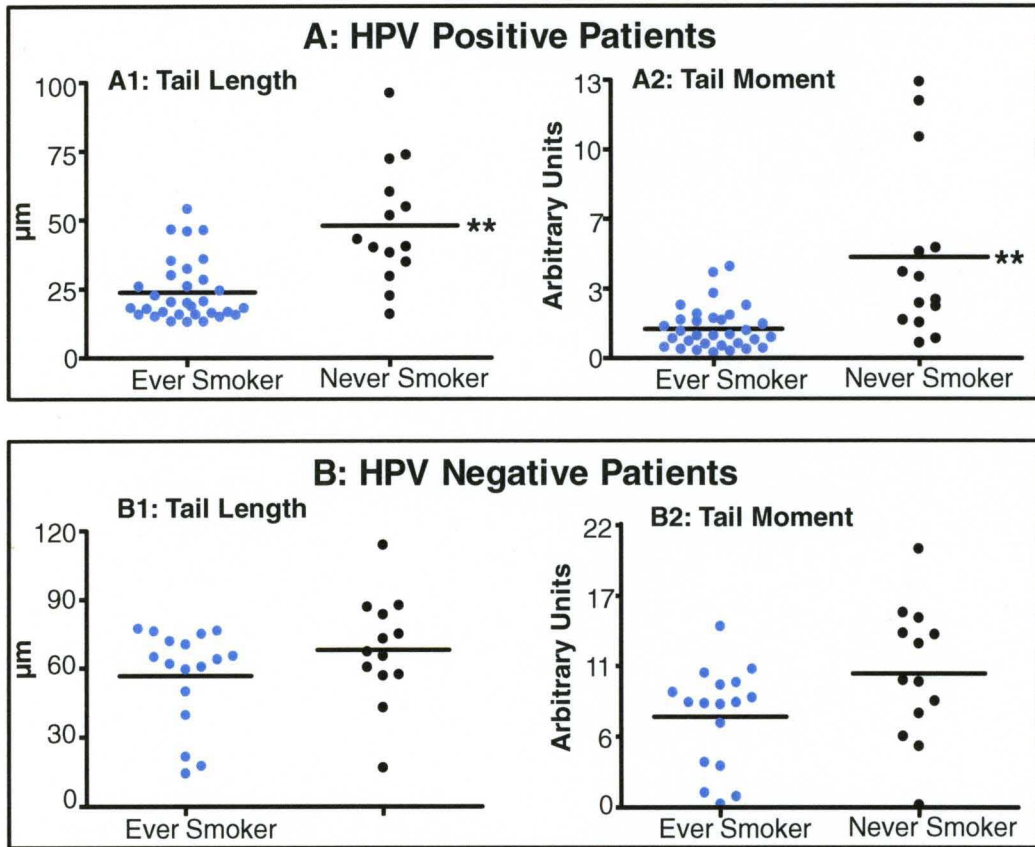 A: HPV Positive Patients
A1: Tail Length
100
75
50
25
0
µm
**
Ever Smoker
Never Smoker
A2: Tail Moment
13
10
7
3
0
Arbitrary Units
**
Ever Smoker
Never Smoker
B: HPV Negative Patients
B1: Tail Length
120
90
60
30
0
µm
Ever Smoker
B2: Tail Moment
22
17
11
6
0
Arbitrary Units
Ever Smoker
Never Smoker